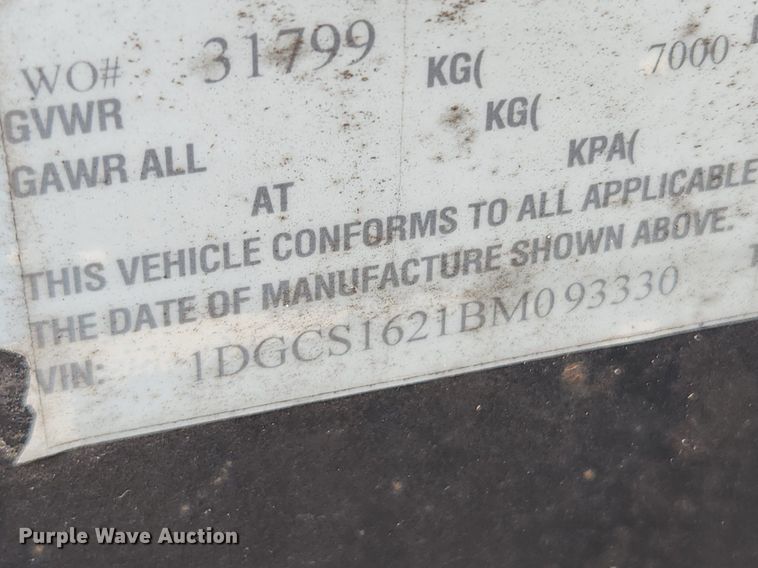 WO# 31799
GVWR KG( 7000
GAWR ALL KG(
AT KPA(
THIS VEHICLE CONFORMS TO ALL APPLICABLE
THE DATE OF MANUFACTURE SHOWN ABOVE.
VIN: 1DGCS1621BM093330
Purple Wave Auction